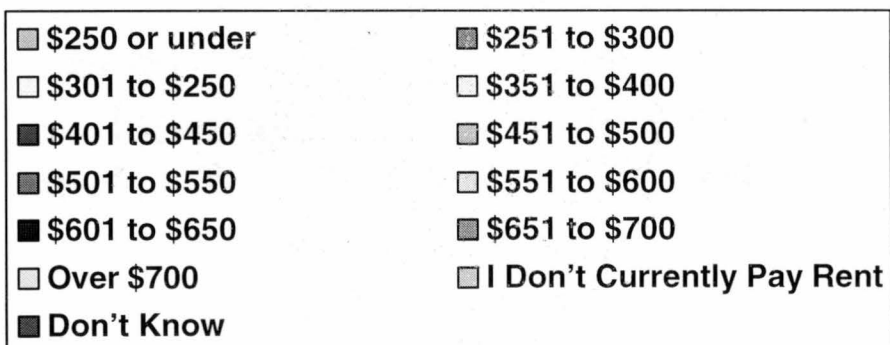 $250 or under $251 to $300
$301 to $250 $351 to $400
$401 to $450 $451 to $500
$501 to $550 $551 to $600
$601 to $650 $651 to $700
Over $700 I Don't Currently Pay Rent
Don't Know